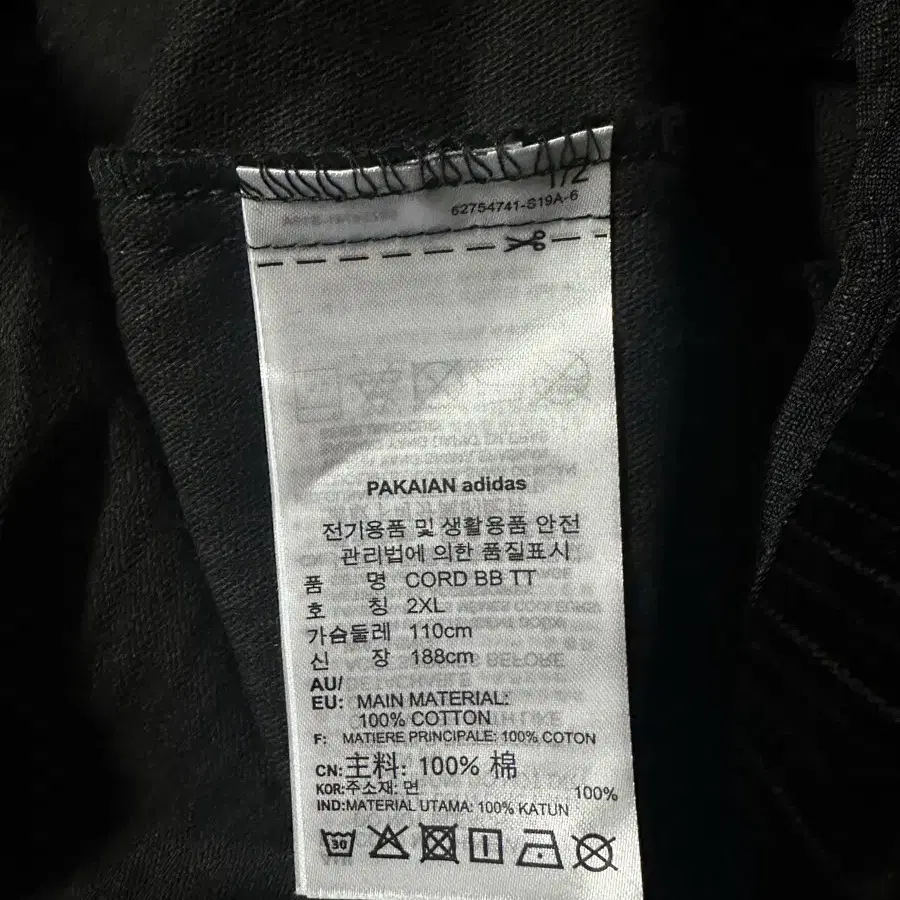 1/2
62754741-S19A-6
PAKAIAN adidas
전기용품 및 생활용품 안전
관리법에 의한 품질표시
품 명 CORD BB TT
호 칭 2XL
가슴둘레 110cm
신 장 188cm
AU/
EU: MAIN MATERIAL:
100% COTTON
F: MATIERE PRINCIPALE: 100% COTON
CN: 主料: 100% 棉
KOR:주소재: 면 100%
IND:MATERIAL UTAMA: 100% KATUN
30